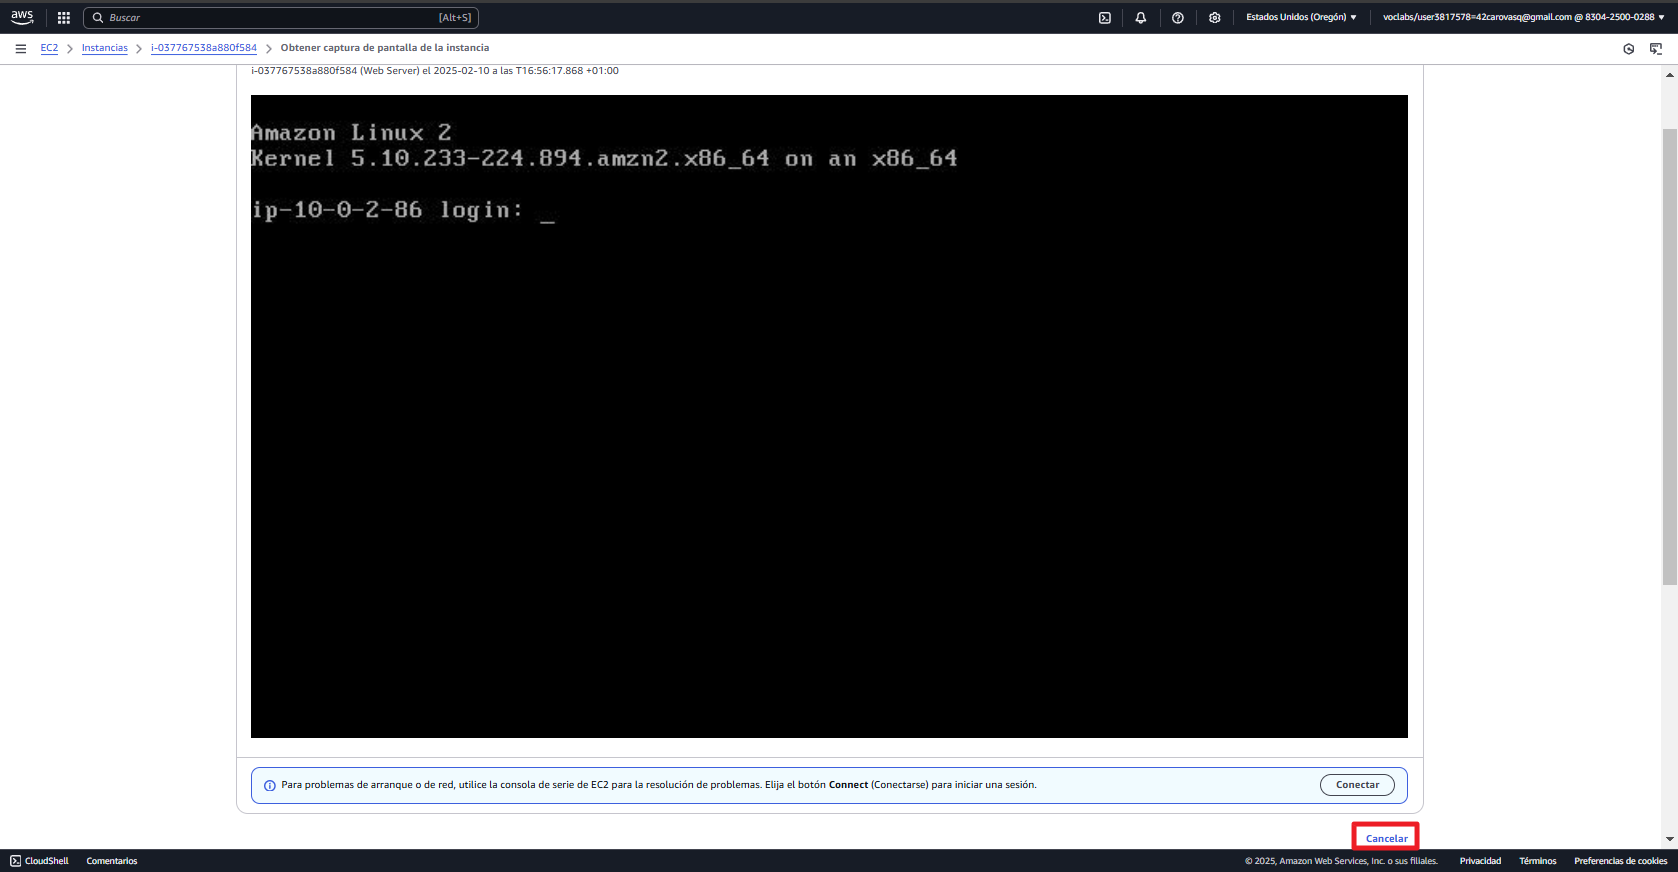 aws
Buscar [Alt+S] Estados Unidos (Oregón) voclabs/user3817578=42carovasq@gmail.com @ 8304-2500-0288
EC2 Instancias i-037767538a880f584 Obtener captura de pantalla de la instancia
i-037767538a880f584 (Web Server) el 2025-02-10 a las T16:56:17.868 +01:00
Amazon Linux 2
Kernel 5.10.233-224.894.amzn2.x86_64 on an x86_64
ip-10-0-2-86 login: _
Para problemas de arranque o de red, utilice la consola de serie de EC2 para la resolución de problemas. Elija el botón Connect (Conectarse) para iniciar una sesión. Conectar
Cancelar
CloudShell Comentarios © 2025, Amazon Web Services, Inc. o sus filiales. Privacidad Términos Preferencias de cookies